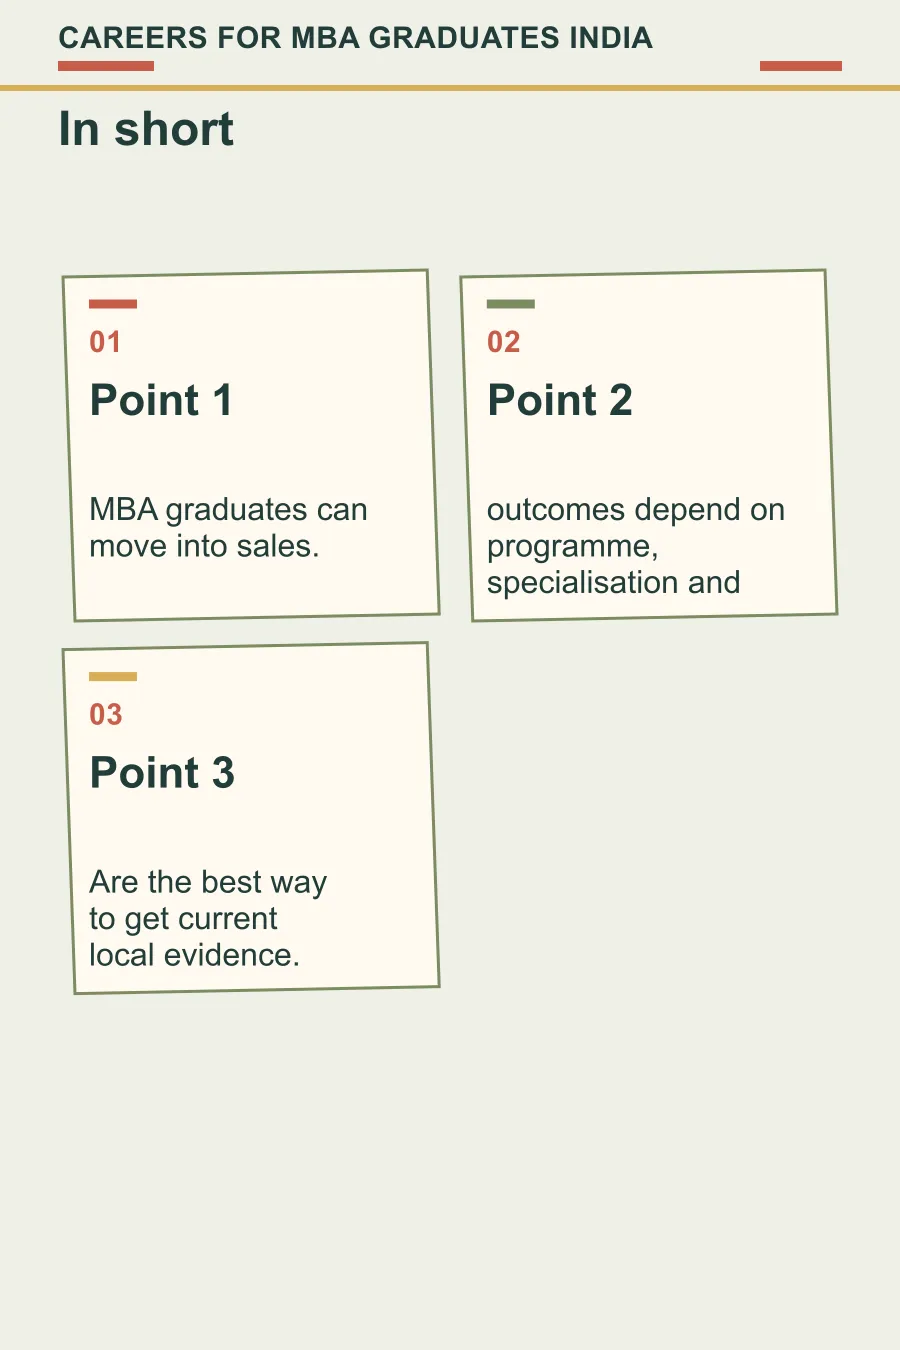 CAREERS FOR MBA GRADUATES INDIA
In short
01
Point 1
MBA graduates can
move into sales.
02
Point 2
outcomes depend on
programme,
specialisation and
03
Point 3
Are the best way
to get current
local evidence.